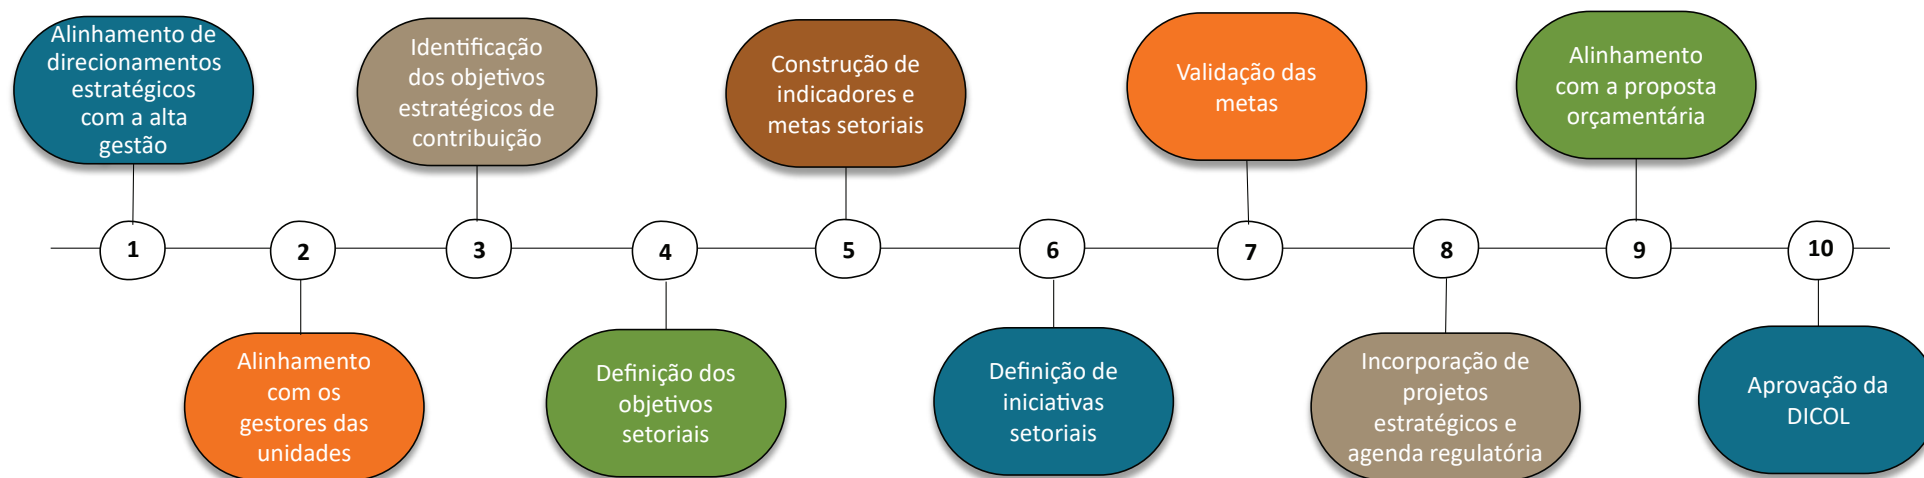 Alinhamento de
direcionamentos
estratégicos
com a alta
gestão
Identificação
dos objetivos
estratégicos de
contribuição
Construção de
indicadores e
metas setoriais
Validação das
metas
Alinhamento
com a proposta
orçamentária
1
2
3
4
5
6
7
8
9
10
Alinhamento
com os
gestores das
unidades
Definição dos
objetivos
setoriais
Definição de
iniciativas
setoriais
Incorporação de
projetos
estratégicos e
agenda regulatória
Aprovação da
DICOL